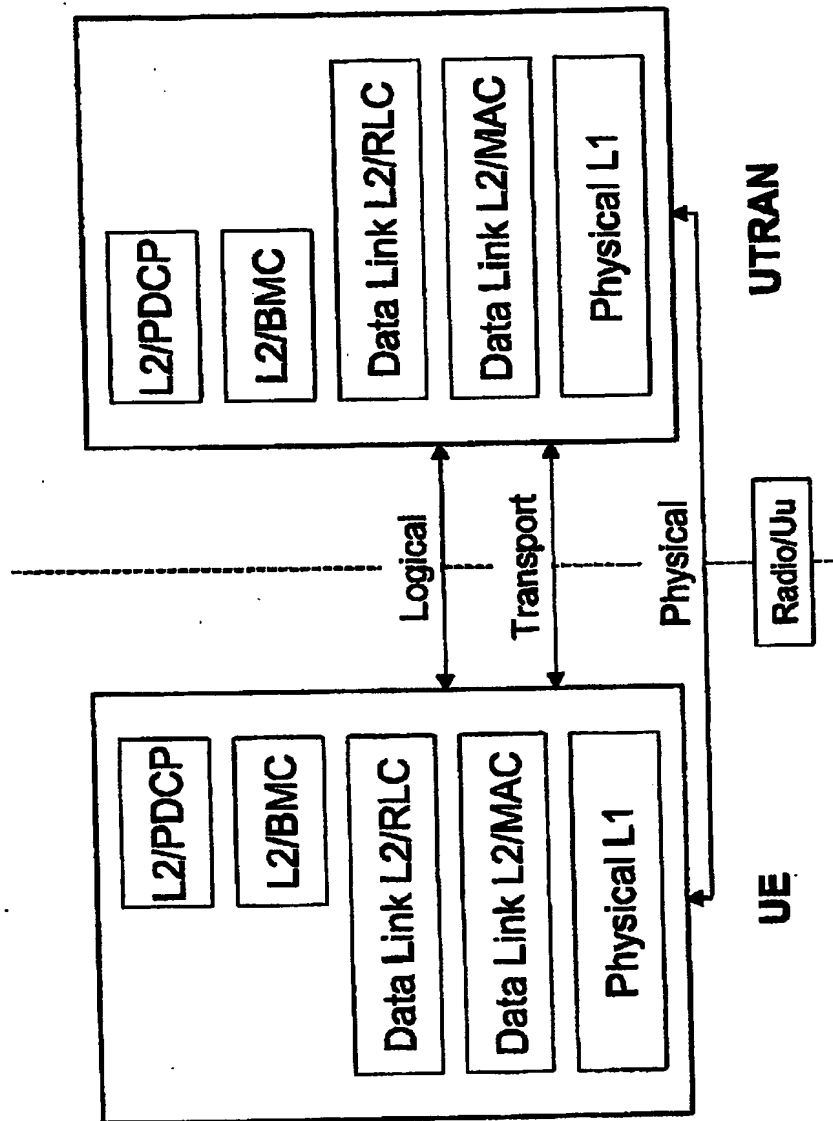 L2/PDCP
L2/BMC
Data Link L2/RLC
Data Link L2/MAC
Physical L1
UE
Logical
Transport
Physical
Radio/Uu
L2/PDCP
L2/BMC
Data Link L2/RLC
Data Link L2/MAC
Physical L1
UTRAN